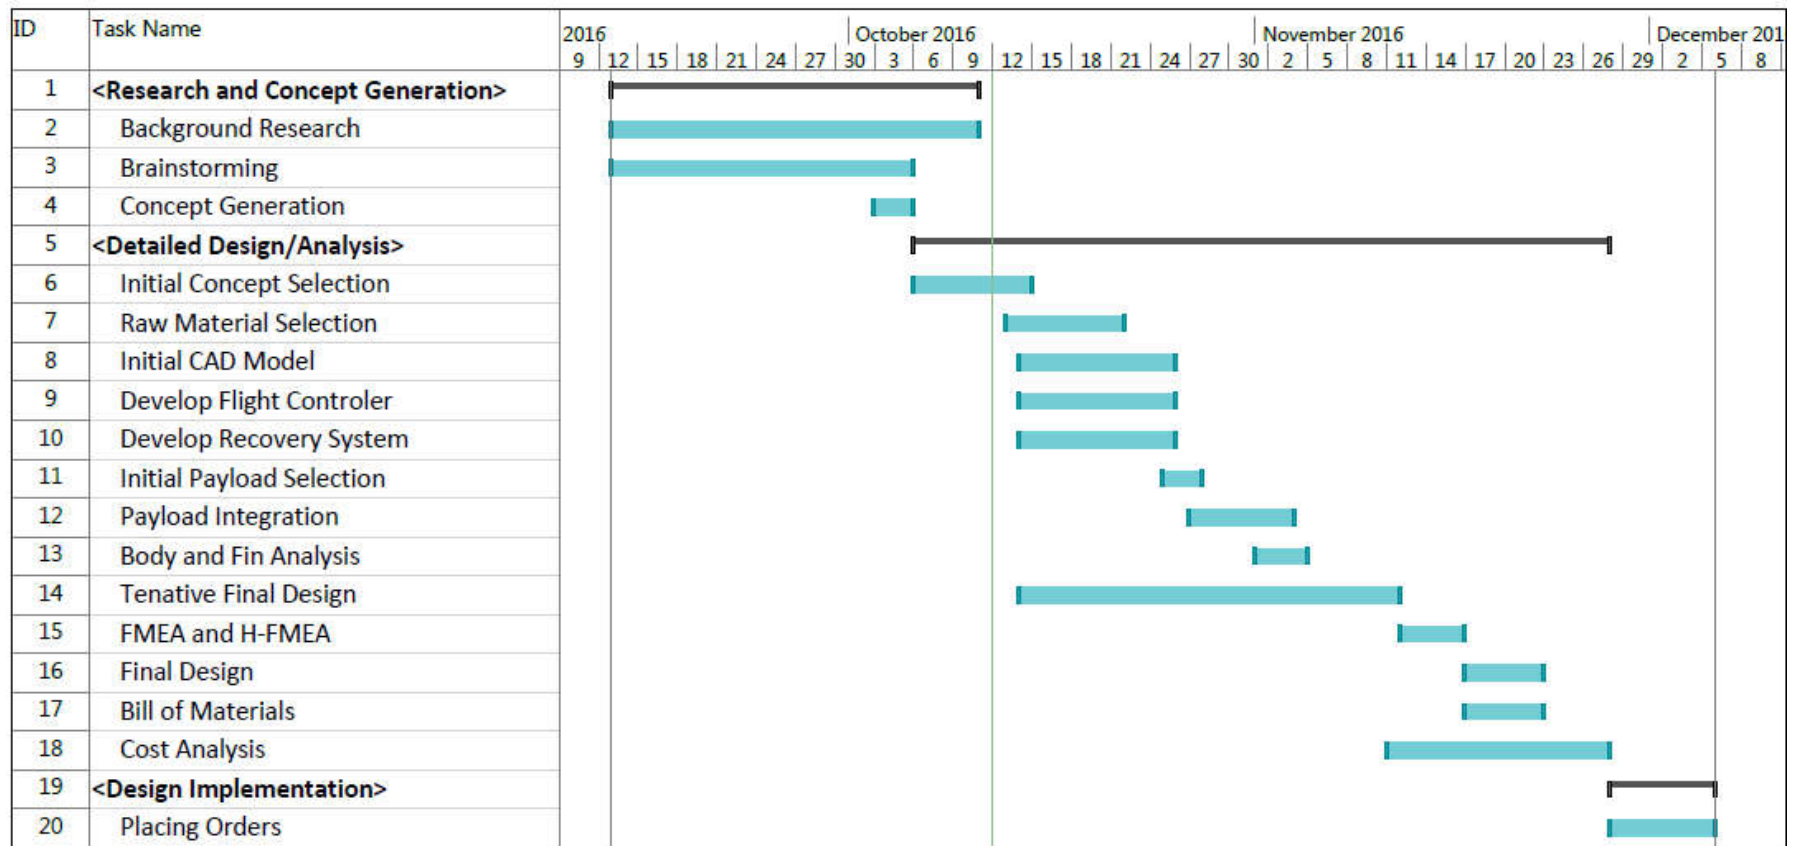 ID Task Name 2016 October 2016 November 2016 December 201
9 12 15 18 21 24 27 30 3 6 9 12 15 18 21 24 27 30 2 5 8 11 14 17 20 23 26 29 2 5 8
1 <Research and Concept Generation>
2 Background Research
3 Brainstorming
4 Concept Generation
5 <Detailed Design/Analysis>
6 Initial Concept Selection
7 Raw Material Selection
8 Initial CAD Model
9 Develop Flight Controler
10 Develop Recovery System
11 Initial Payload Selection
12 Payload Integration
13 Body and Fin Analysis
14 Tenative Final Design
15 FMEA and H-FMEA
16 Final Design
17 Bill of Materials
18 Cost Analysis
19 <Design Implementation>
20 Placing Orders